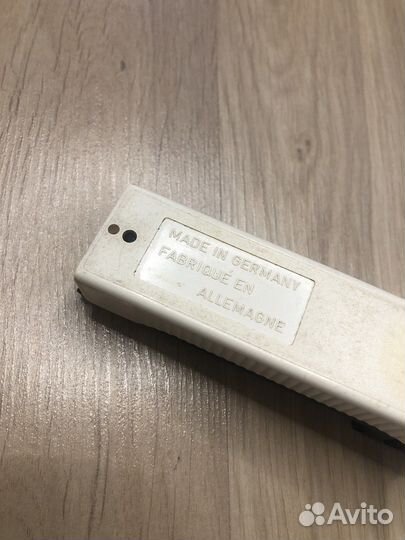 MADE IN GERMANY
FABRIQUÉ EN
ALLEMAGNE
Avito